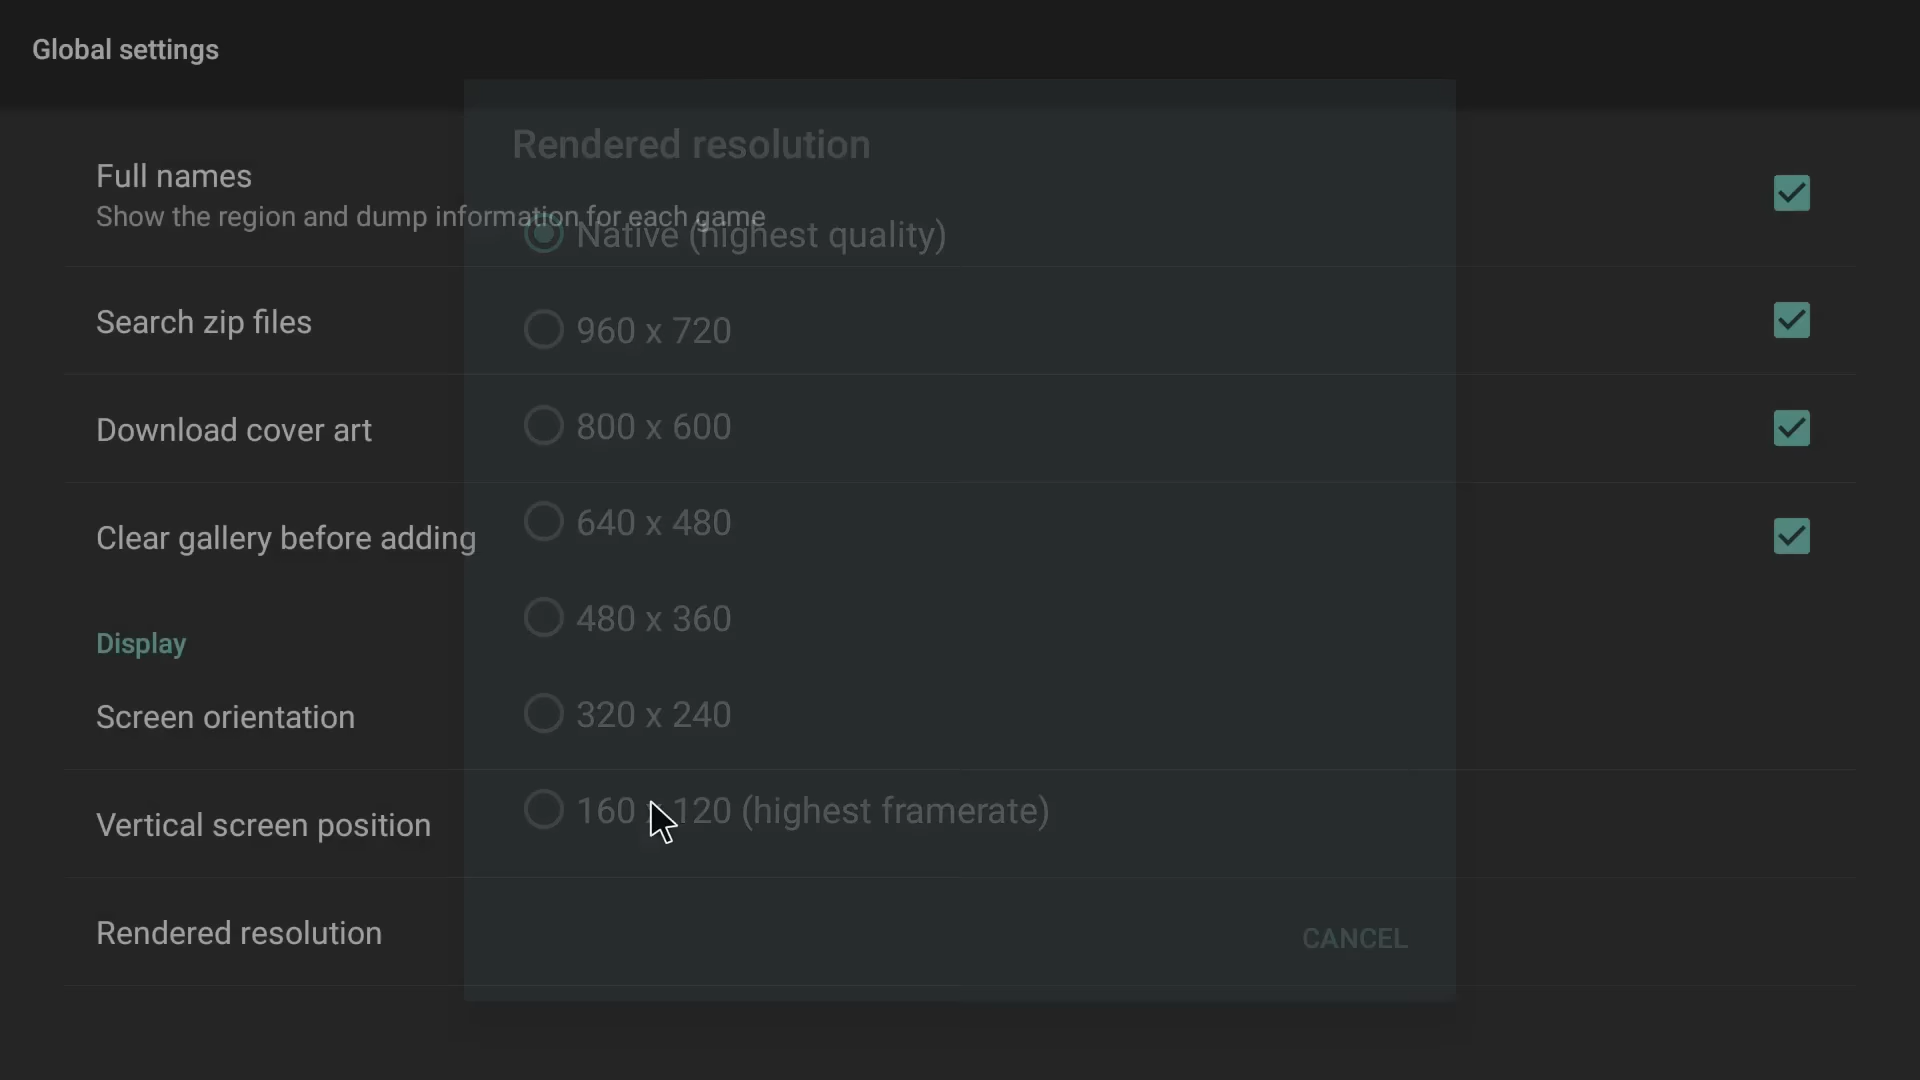 Global settings
Rendered resolution
Full names
Show the region and dump information for each game
Native (highest quality)
Search zip files
960 x 720
Download cover art
800 x 600
Clear gallery before adding
640 x 480
480 x 360
Display
Screen orientation
320 x 240
Vertical screen position
160 x 120 (highest framerate)
Rendered resolution
CANCEL